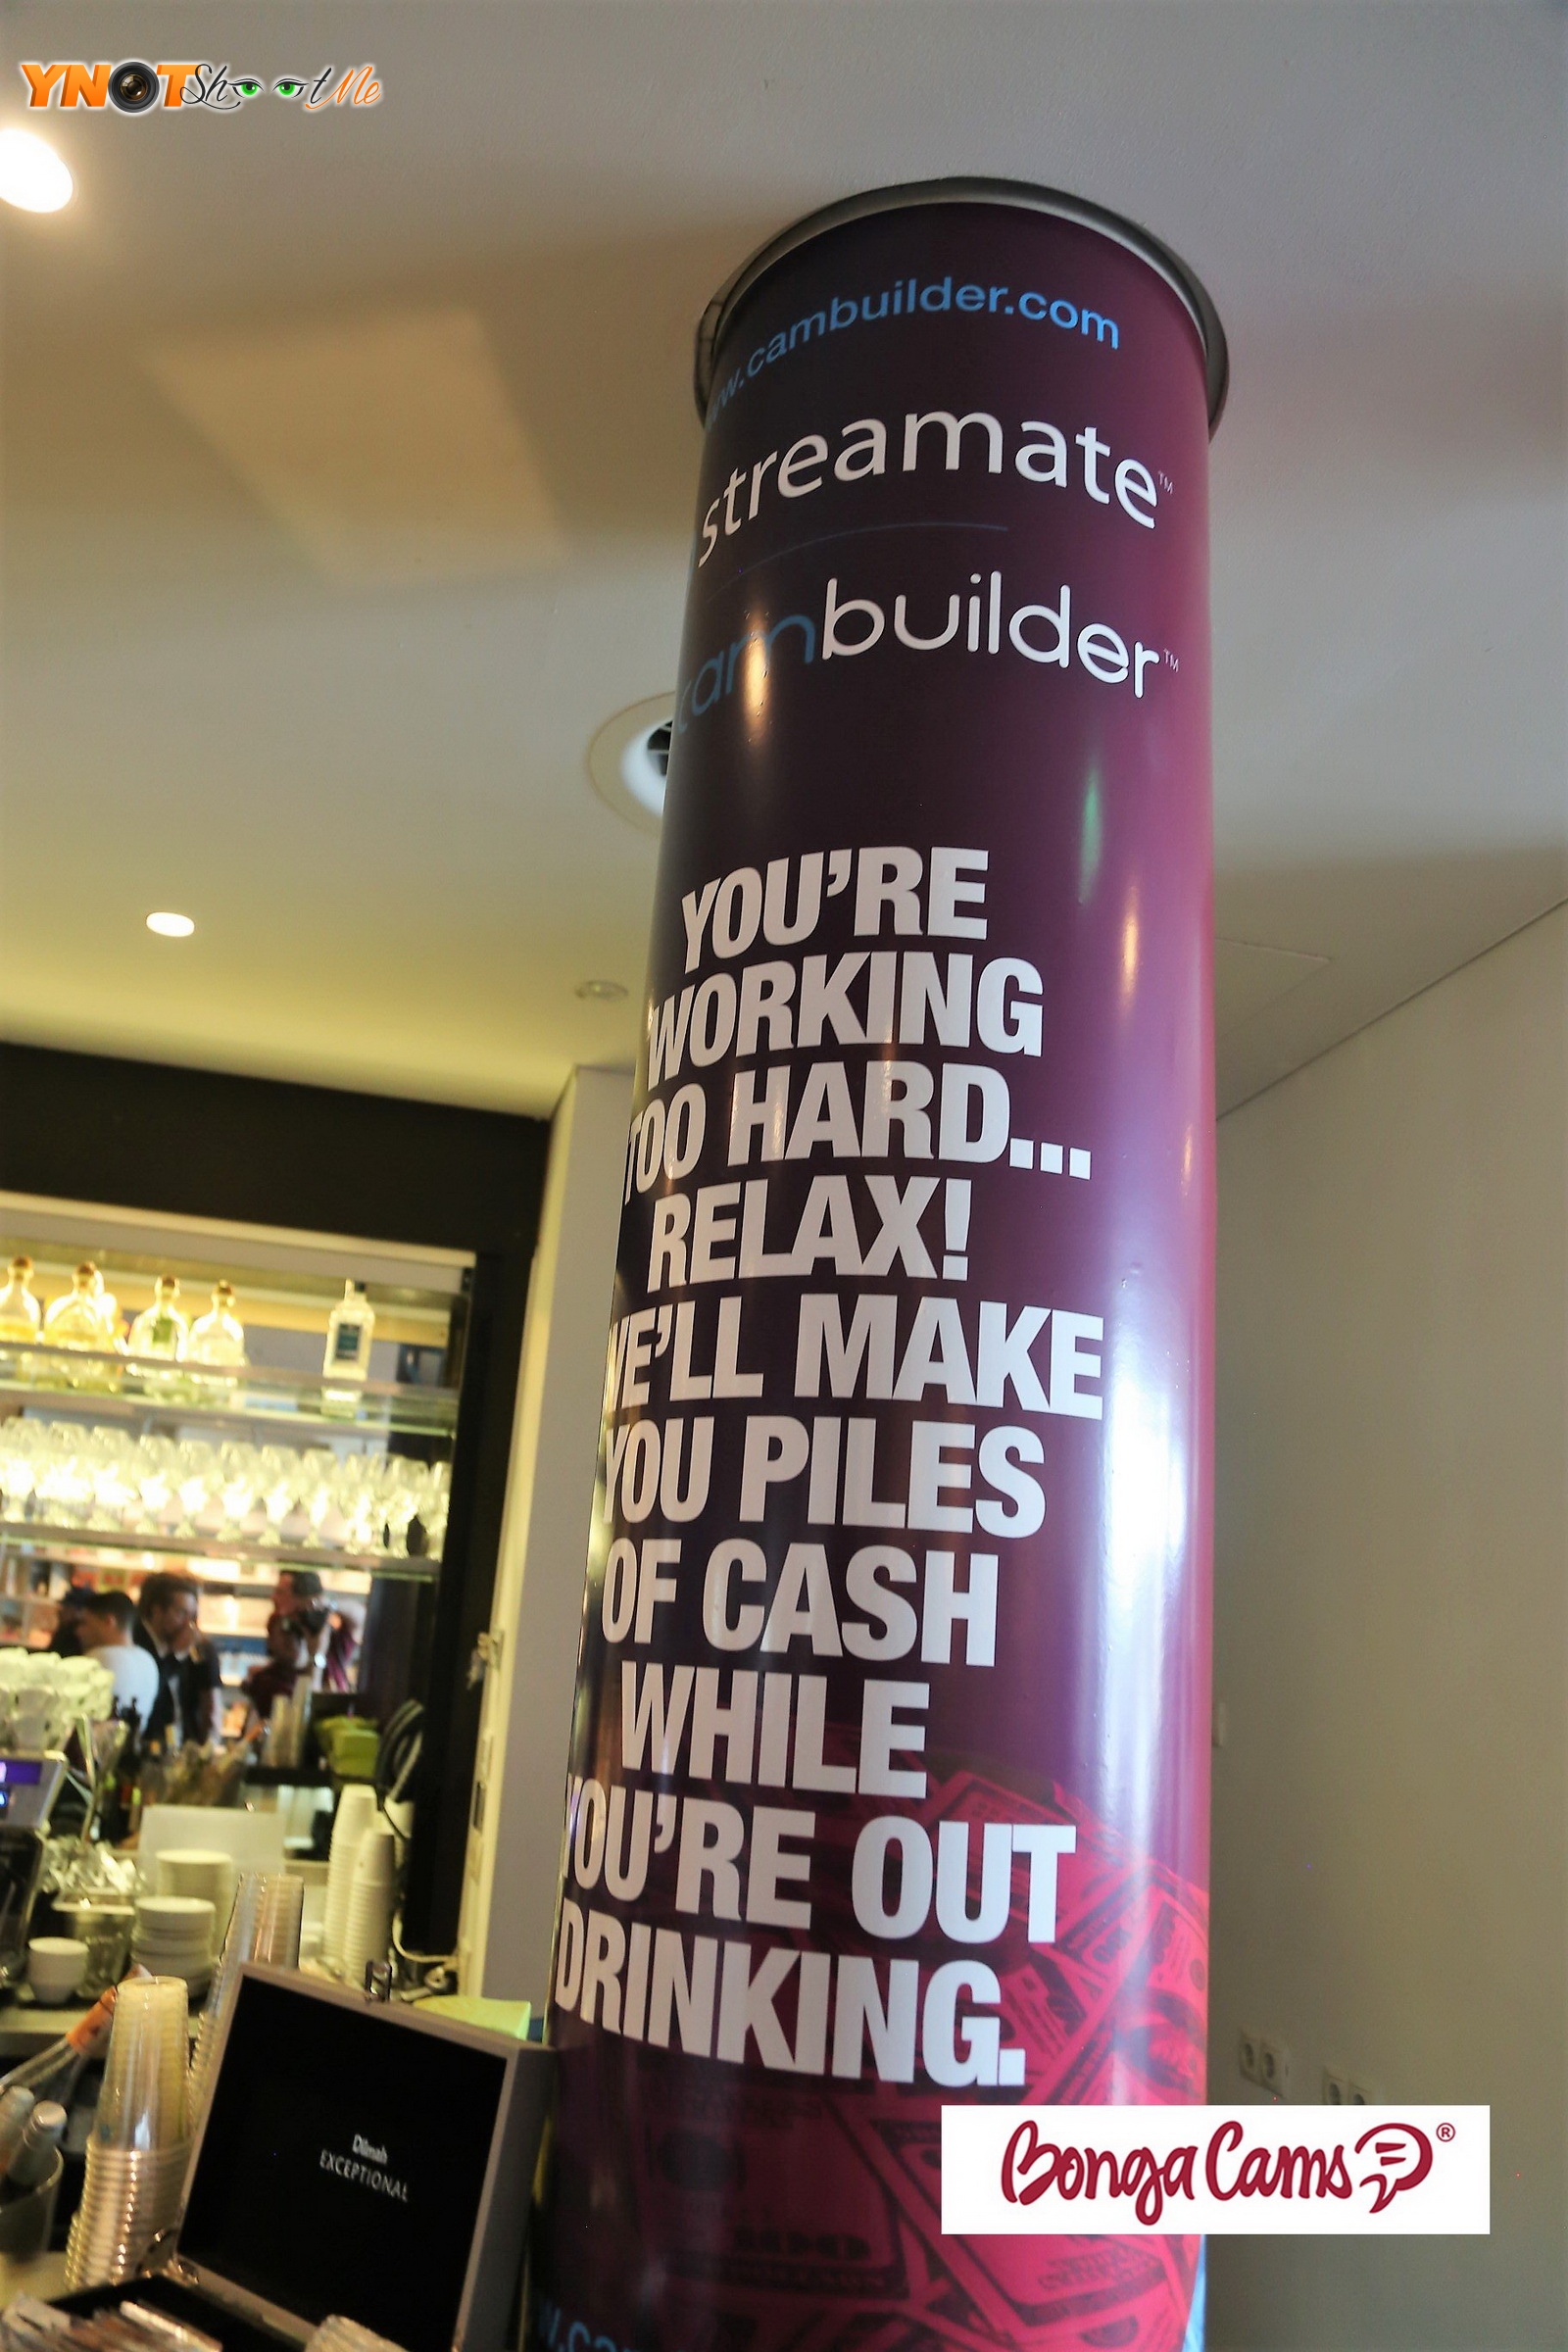 YNOTShootMe
www.cambuilder.com
streamate™
cambuilder™
YOU'RE
WORKING
TOO HARD...
RELAX!
WE'LL MAKE
YOU PILES
OF CASH
WHILE
YOU'RE OUT
DRINKING.
Dilmah
EXCEPTIONAL
BongaCams®